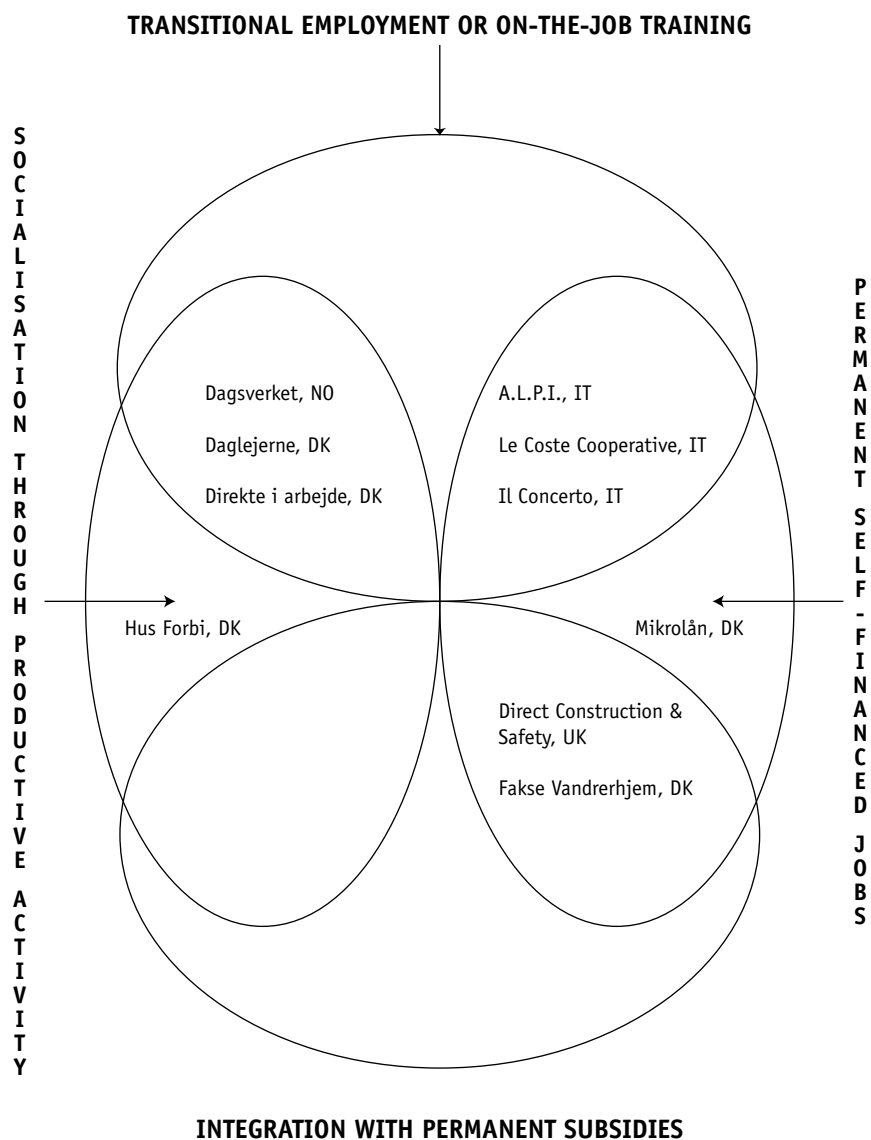 TRANSITIONAL EMPLOYMENT OR ON-THE-JOB TRAINING
SOCIALISATION THROUGH PRODUCTIVE ACTIVITY
Dagsverket, NO
Daglejerne, DK
Direkte i arbejde, DK
A.L.P.I., IT
Le Coste Cooperative, IT
Il Concerto, IT
Hus Forbi, DK
Mikrolån, DK
Direct Construction &
Safety, UK
Fakse Vandrerhjem, DK
PERMANENT SELF-FINANCED JOBS
INTEGRATION WITH PERMANENT SUBSIDIES